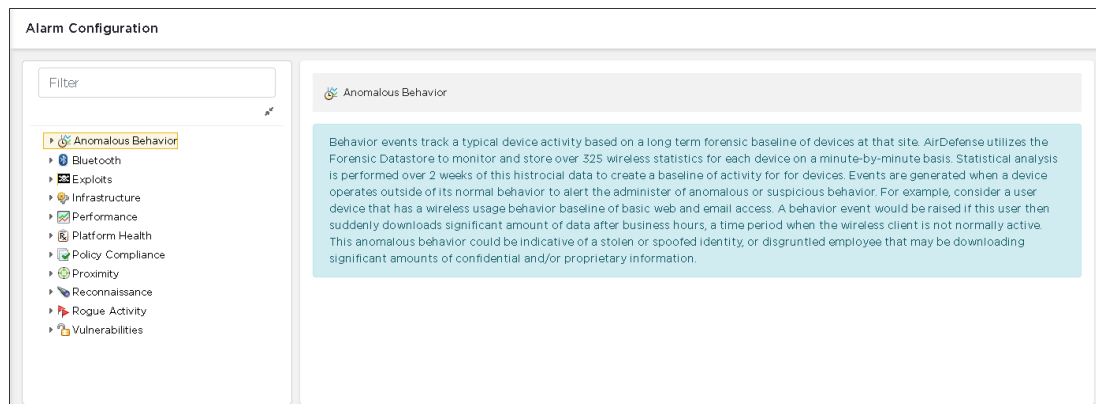 Alarm Configuration
Filter
Anomalous Behavior
Bluetooth
Exploits
Infrastructure
Performance
Platform Health
Policy Compliance
Proximity
Reconnaissance
Rogue Activity
Vulnerabilities
Anomalous Behavior
Behavior events track a typical device activity based on a long term forensic baseline of devices at that site. AirDefense utilizes the
Forensic Datastore to monitor and store over 325 wireless statistics for each device on a minute-by-minute basis. Statistical analysis
is performed over 2 weeks of this histrocial data to create a baseline of activity for for devices. Events are generated when a device
operates outside of its normal behavior to alert the administer of anomalous or suspicious behavior. For example, consider a user
device that has a wireless usage behavior baseline of basic web and email access. A behavior event would be raised if this user then
suddenly downloads significant amount of data after business hours, a time period when the wireless client is not normally active.
This anomalous behavior could be indicative of a stolen or spoofed identity, or disgruntled employee that may be downloading
significant amounts of confidential and/or proprietary information.